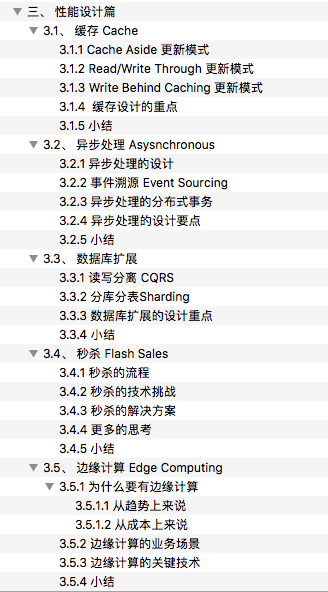 三、 性能设计篇
3.1、 缓存 Cache
3.1.1 Cache Aside 更新模式
3.1.2 Read/Write Through 更新模式
3.1.3 Write Behind Caching 更新模式
3.1.4 缓存设计的重点
3.1.5 小结
3.2、 异步处理 Asysnchronous
3.2.1 异步处理的设计
3.2.2 事件溯源 Event Sourcing
3.2.3 异步处理的分布式事务
3.2.4 异步处理的设计要点
3.2.5 小结
3.3、 数据库扩展
3.3.1 读写分离 CQRS
3.3.2 分库分表Sharding
3.3.3 数据库扩展的设计重点
3.3.4 小结
3.4、 秒杀 Flash Sales
3.4.1 秒杀的流程
3.4.2 秒杀的技术挑战
3.4.3 秒杀的解决方案
3.4.4 更多的思考
3.4.5 小结
3.5、 边缘计算 Edge Computing
3.5.1 为什么要有边缘计算
3.5.1.1 从趋势上来说
3.5.1.2 从成本上来说
3.5.2 边缘计算的业务场景
3.5.3 边缘计算的关键技术
3.5.4 小结